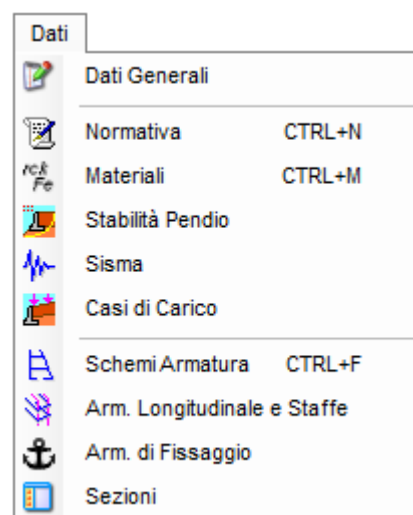 Dati
Dati Generali
Normativa CTRL+N
rck Fe Materiali CTRL+M
Stabilità Pendio
Sisma
Casi di Carico
Schemi Armatura CTRL+F
Arm. Longitudinale e Staffe
Arm. di Fissaggio
Sezioni